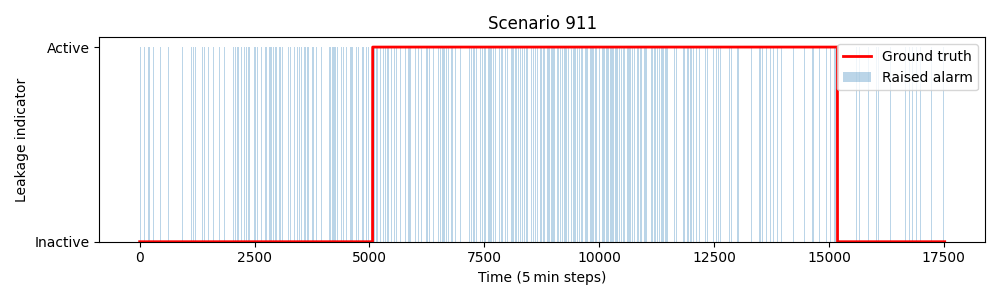 Scenario 911
Active
Inactive
Leakage indicator
Ground truth
Raised alarm
0
2500
5000
7500
10000
12500
15000
17500
Time (5 min steps)